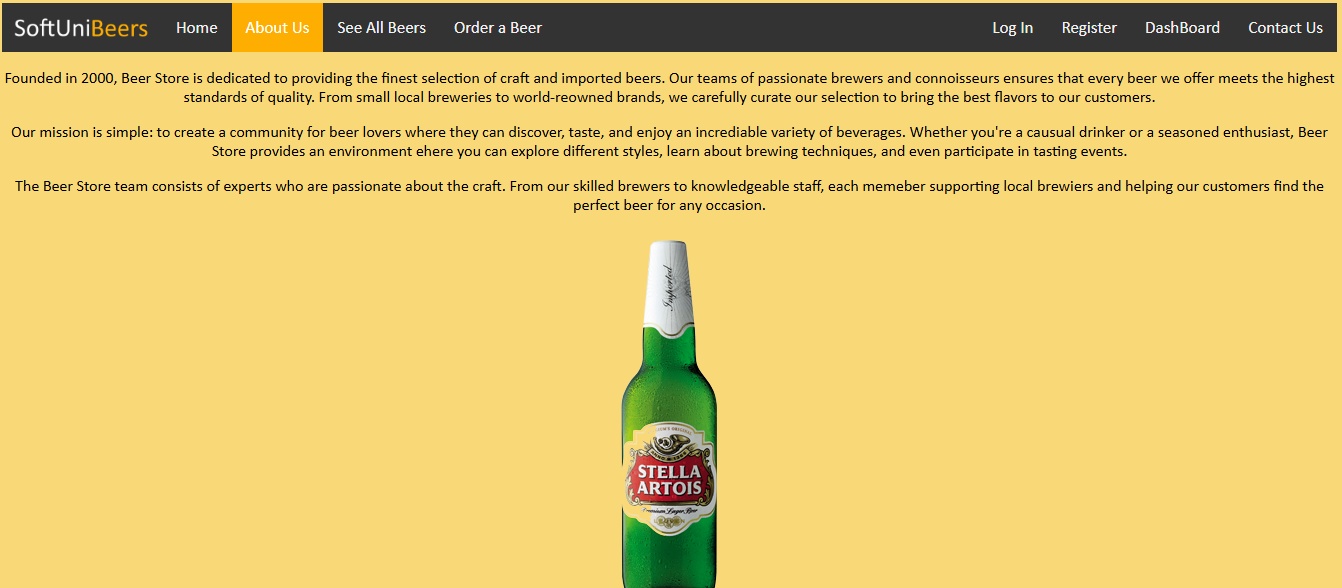 SoftUniBeers Home About Us See All Beers Order a Beer Log In Register DashBoard Contact Us
Founded in 2000, Beer Store is dedicated to providing the finest selection of craft and imported beers. Our teams of passionate brewers and connoisseurs ensures that every beer we offer meets the highest
standards of quality. From small local breweries to world-reowned brands, we carefully curate our selection to bring the best flavors to our customers.
Our mission is simple: to create a community for beer lovers where they can discover, taste, and enjoy an incrediable variety of beverages. Whether you're a causual drinker or a seasoned enthusiast, Beer
Store provides an environment ehere you can explore different styles, learn about brewing techniques, and even participate in tasting events.
The Beer Store team consists of experts who are passionate about the craft. From our skilled brewers to knowledgeable staff, each memeber supporting local brewiers and helping our customers find the
perfect beer for any occasion.
Imported
STELLA
ARTOIS
Premium Lager Beer